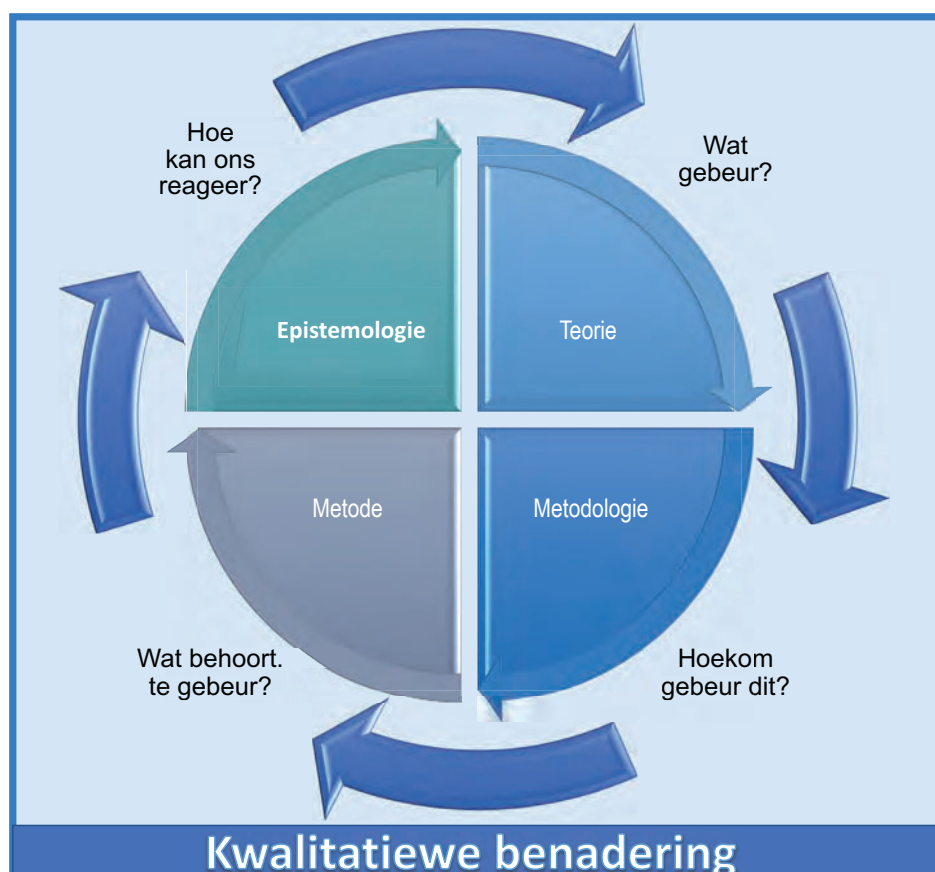 Hoe
kan ons
reageer?
Wat
gebeur?
Epistemologie
Teorie
Metode
Metodologie
Wat behoort.
te gebeur?
Hoekom
gebeur dit?
Kwalitatiewe benadering